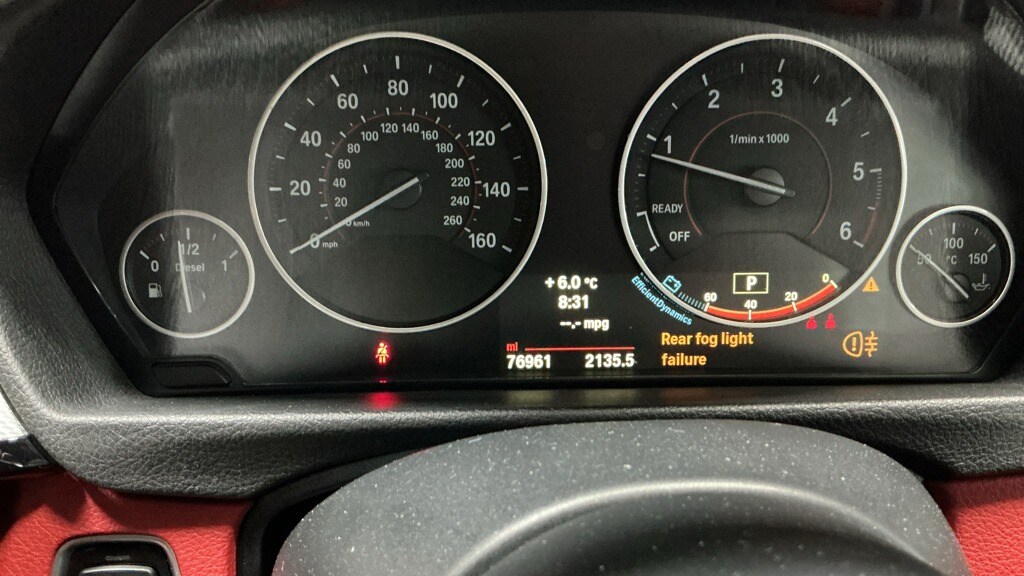 0
1/2
1
Diesel
0
20
40
60
80
100
120
140
160
mph
20
40
60
80
100
120
140
160
180
200
220
240
260
km/h
1
2
3
4
5
6
1/min x 1000
READY
OFF
EfficientDynamics
60
40
20
0
P
+6.0 °C
8:31
--.- mpg
ml
76961 2135.5
Rear fog light
failure
50
100
150
°C